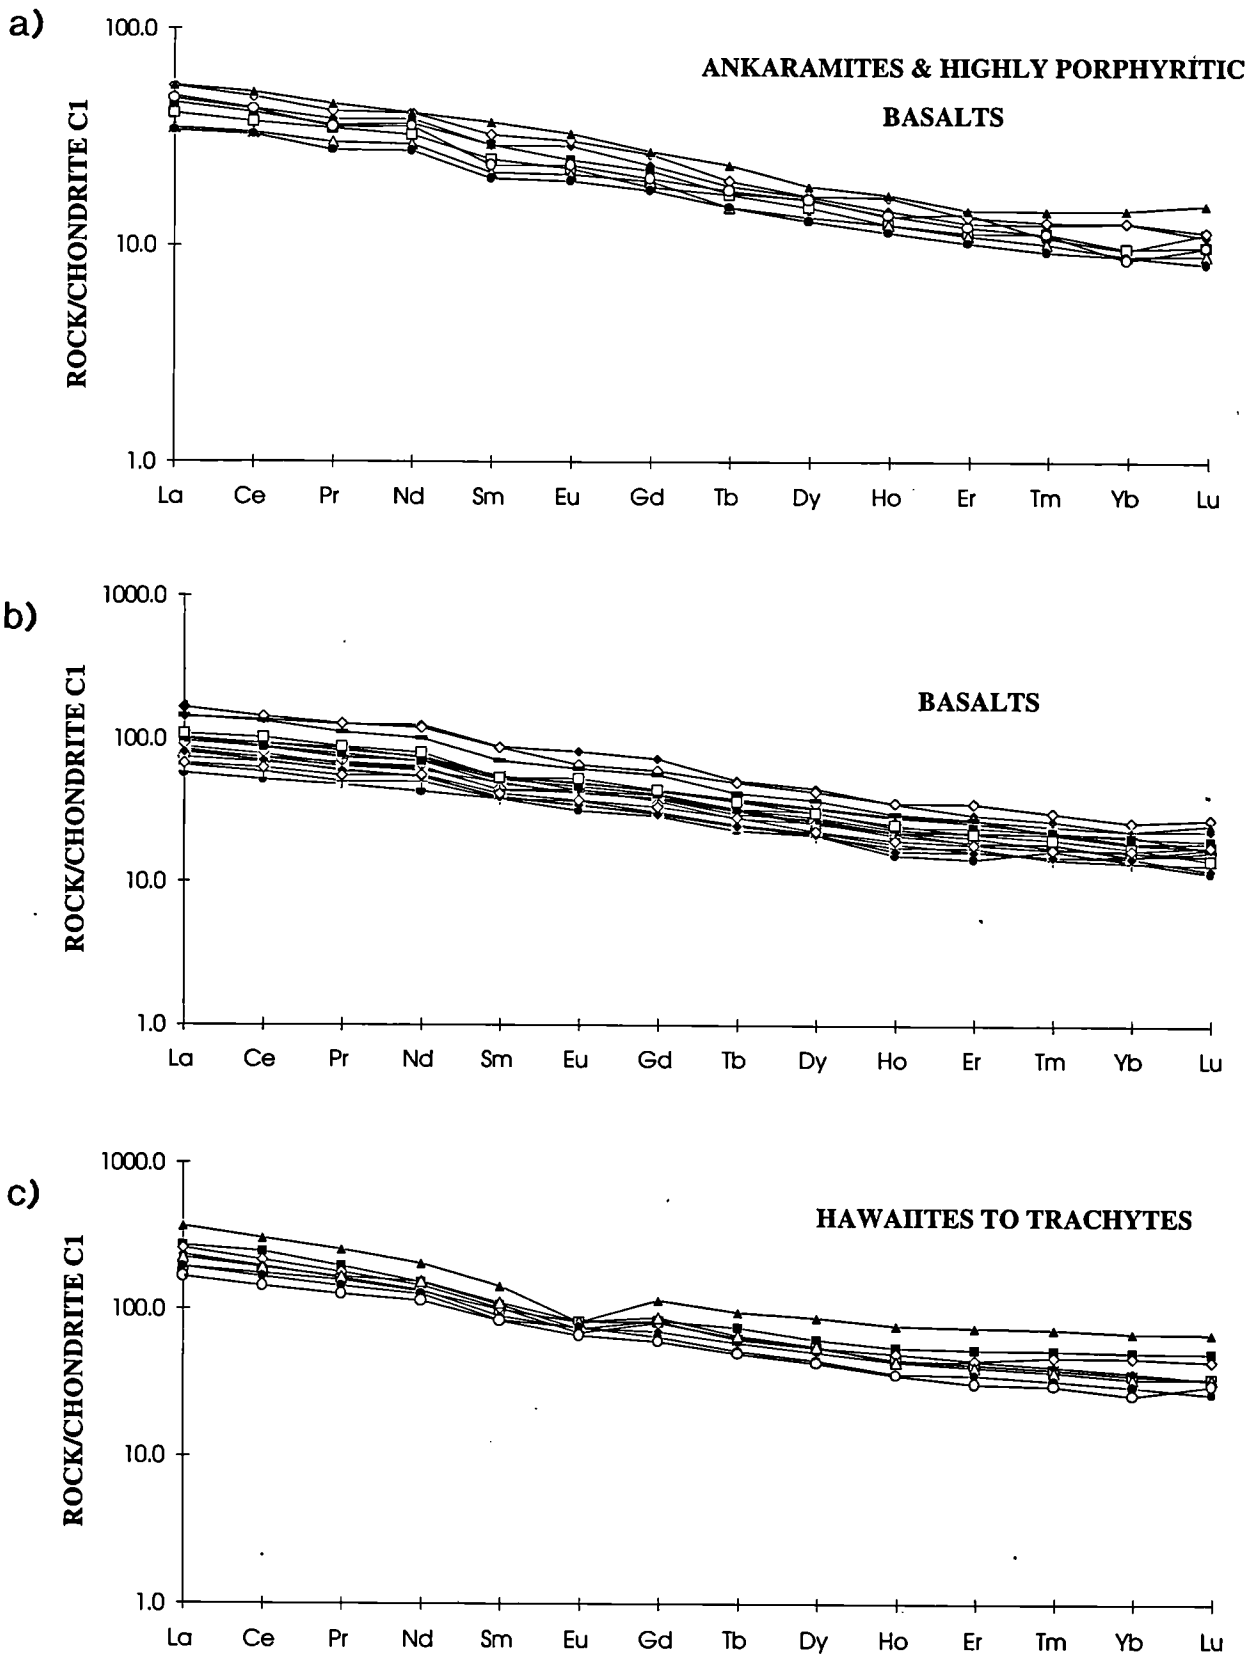 a)
100.0
10.0
1.0
ROCK/CHONDRITE C1
ANKARAMITES & HIGHLY PORPHYRITIC
BASALTS
La Ce Pr Nd Sm Eu Gd Tb Dy Ho Er Tm Yb Lu
b)
1000.0
100.0
10.0
1.0
ROCK/CHONDRITE C1
BASALTS
La Ce Pr Nd Sm Eu Gd Tb Dy Ho Er Tm Yb Lu
c)
1000.0
100.0
10.0
1.0
ROCK/CHONDRITE C1
HAWAIITES TO TRACHYTES
La Ce Pr Nd Sm Eu Gd Tb Dy Ho Er Tm Yb Lu